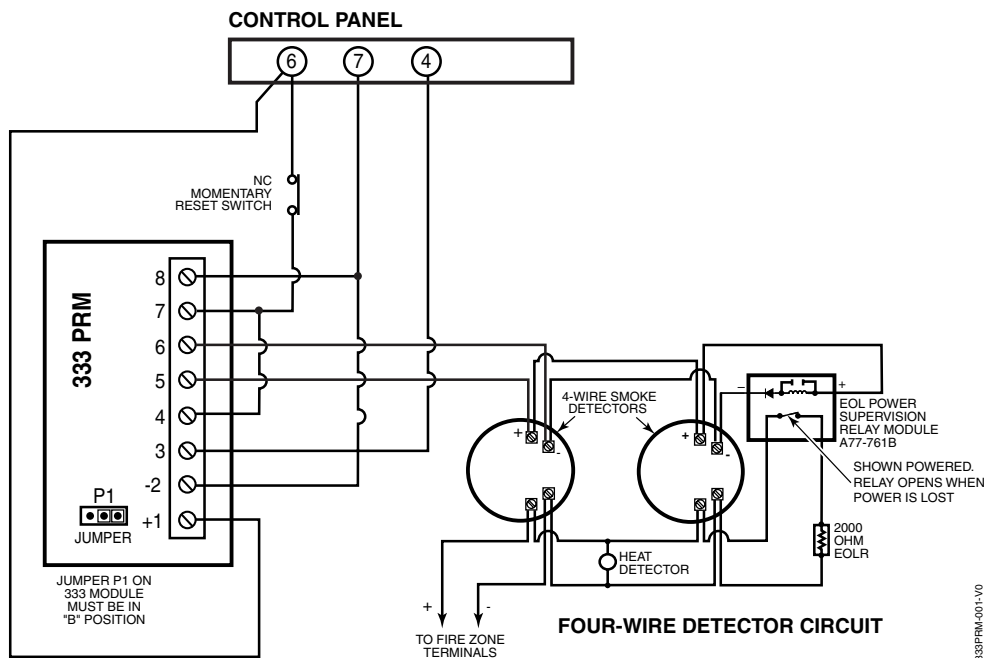 CONTROL PANEL
6 7 4
NC
MOMENTARY
RESET SWITCH
333 PRM
8
7
6
5
4
3
-2
+1
P1
JUMPER
JUMPER P1 ON
333 MODULE
MUST BE IN
"B" POSITION
4-WIRE SMOKE
DETECTORS
+ -
+ -
– +
EOL POWER
SUPERVISION
RELAY MODULE
A77-761B
SHOWN POWERED.
RELAY OPENS WHEN
POWER IS LOST
2000
OHM
EOLR
HEAT
DETECTOR
+ -
TO FIRE ZONE
TERMINALS
FOUR-WIRE DETECTOR CIRCUIT
333PRM-001-V0